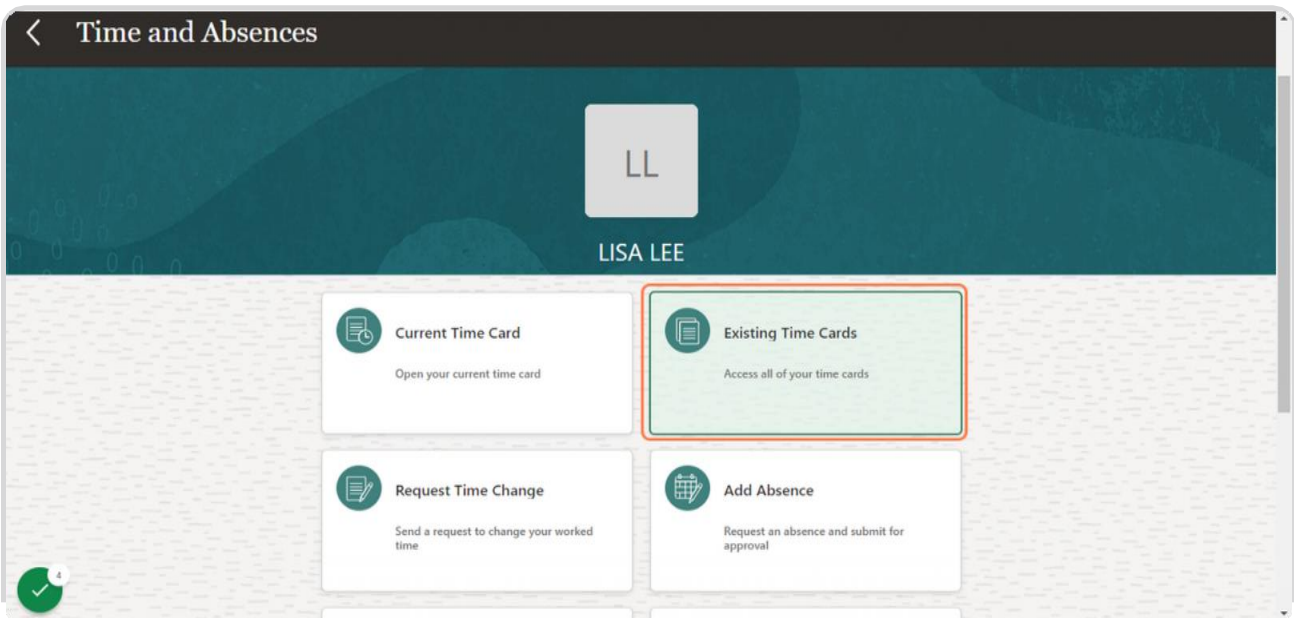 Time and Absences
LL
LISA LEE
Current Time Card
Open your current time card
Existing Time Cards
Access all of your time cards
Request Time Change
Send a request to change your worked
time
Add Absence
Request an absence and submit for
approval
4